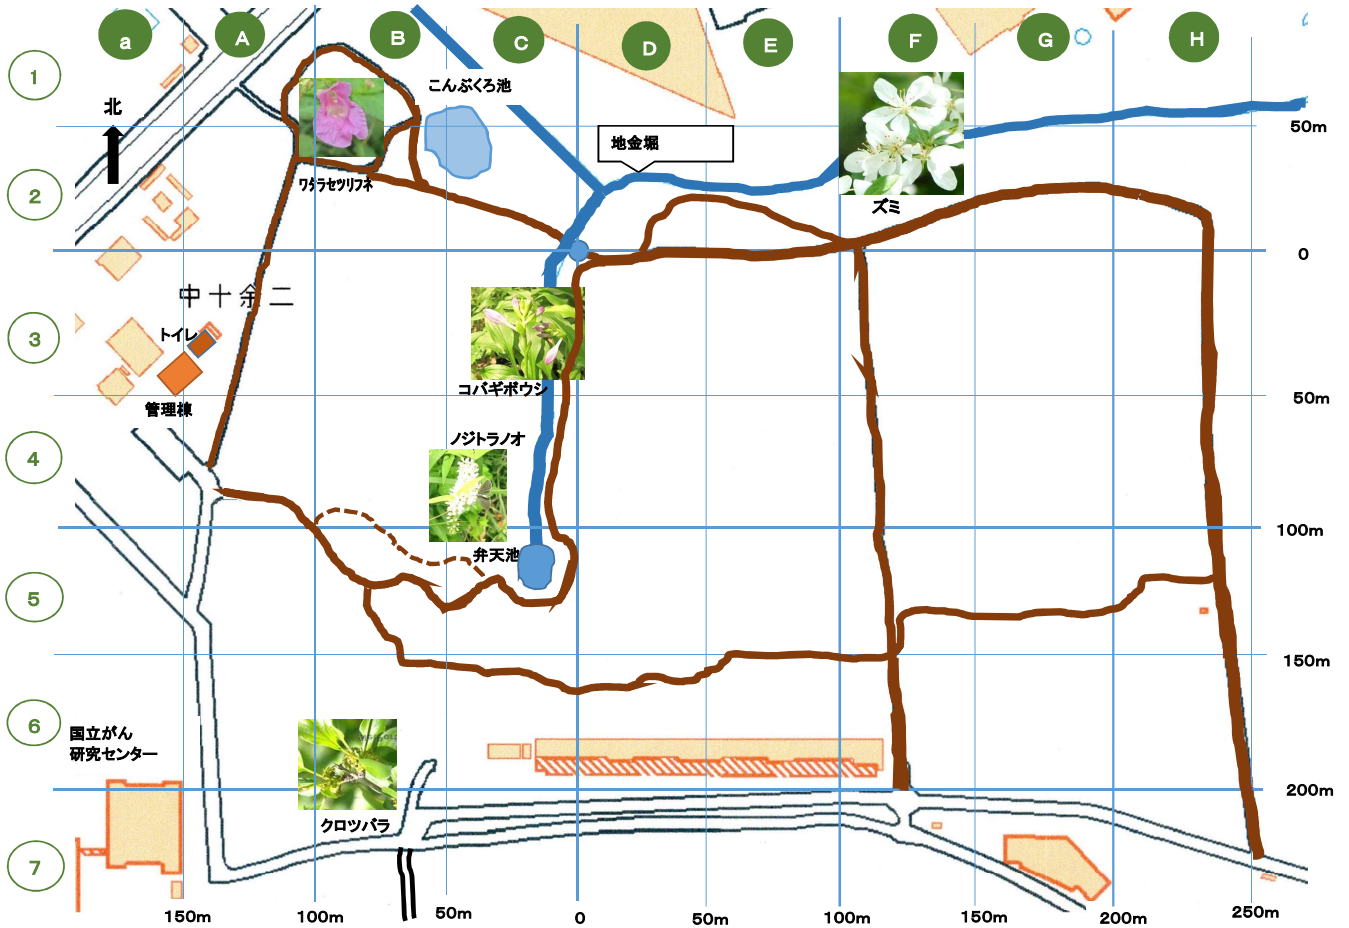 a
A
B
C
D
E
F
G
H
1
北
こんぶくろ池
50m
地金堀
2
ワタラセツリフネ
ズミ
0
中十余二
3
トイレ
コバギボウシ
50m
管理棟
ノジトラノオ
4
100m
弁天池
5
150m
6
国立がん
研究センター
200m
クロツバラ
7
150m
100m
50m
0
50m
100m
150m
200m
250m